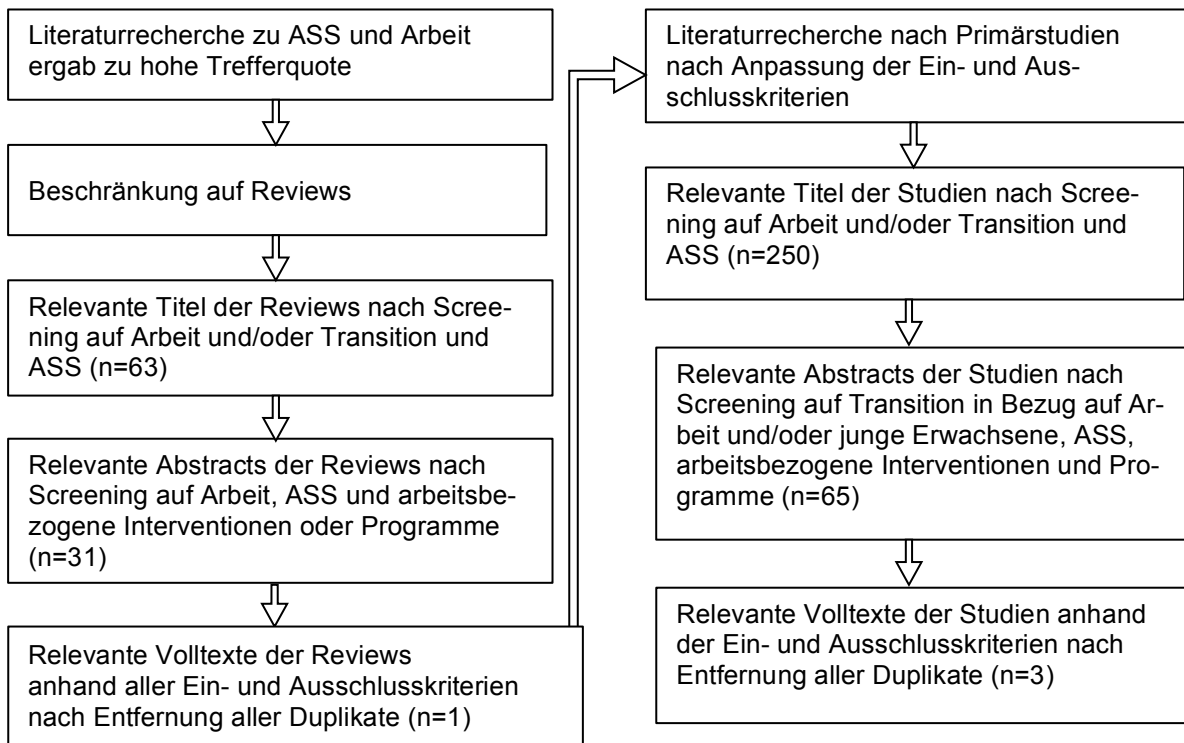 Literaturrecherche zu ASS und Arbeit
ergab zu hohe Trefferquote
Beschränkung auf Reviews
Relevante Titel der Reviews nach Scree-
ning auf Arbeit und/oder Transition und
ASS (n=63)
Relevante Abstracts der Reviews nach
Screening auf Arbeit, ASS und arbeitsbe-
zogene Interventionen oder Programme
(n=31)
Relevante Volltexte der Reviews
anhand aller Ein- und Ausschlusskriterien
nach Entfernung aller Duplikate (n=1)
Literaturrecherche nach Primärstudien
nach Anpassung der Ein- und Aus-
schlusskriterien
Relevante Titel der Studien nach Scree-
ning auf Arbeit und/oder Transition und
ASS (n=250)
Relevante Abstracts der Studien nach
Screening auf Transition in Bezug auf Ar-
beit und/oder junge Erwachsene, ASS,
arbeitsbezogene Interventionen und Pro-
gramme (n=65)
Relevante Volltexte der Studien anhand
der Ein- und Ausschlusskriterien nach
Entfernung aller Duplikate (n=3)